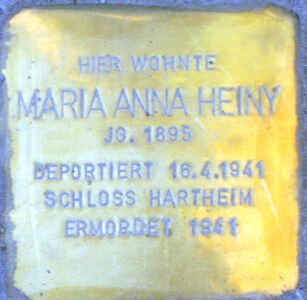 HIER WOHNTE
MARIA ANNA HEINY
JG. 1895
DEPORTIERT 16.4.1941
SCHLOSS HARTHEIM
ERMORDET 1941